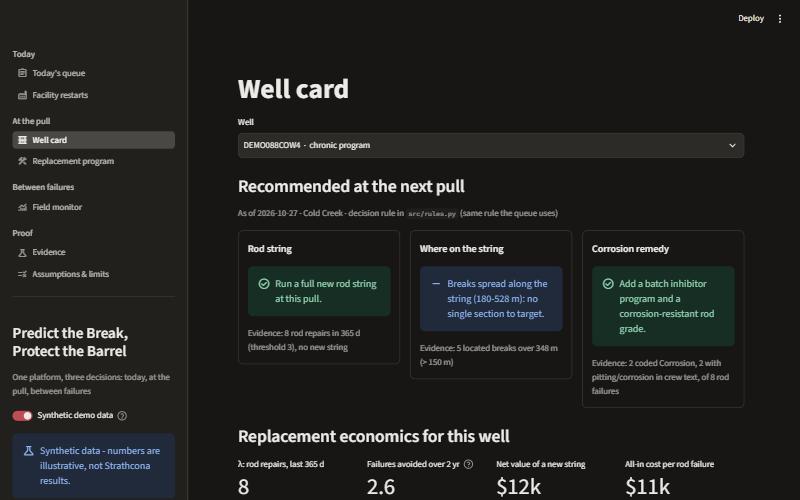 Deploy
Today
Today's queue
Facility restarts
At the pull
Well card
Replacement program
Between failures
Field monitor
Proof
Evidence
Assumptions & limits
Predict the Break,
Protect the Barrel
One platform, three decisions: today, at the
pull, between failures
Synthetic demo data
Synthetic data - numbers are
illustrative, not Strathcona
results.
Well card
Well
DEMO088COW4 - chronic program
Recommended at the next pull
As of 2026-10-27 - Cold Creek - decision rule in src/rules.py (same rule the queue uses)
Rod string
Run a full new rod string
at this pull.
Evidence: 8 rod repairs in 365 d
(threshold 3), no new string
Where on the string
Breaks spread along the
string (180-528 m): no
single section to target.
Evidence: 5 located breaks over 348 m
(> 150 m)
Corrosion remedy
Add a batch inhibitor
program and a
corrosion-resistant rod
grade.
Evidence: 2 coded Corrosion, 2 with
pitting/corrosion in crew text, of 8 rod
failures
Replacement economics for this well
λ: rod repairs, last 365 d
8
Failures avoided over 2 yr
2.6
Net value of a new string
$12k
All-in cost per rod failure
$11k